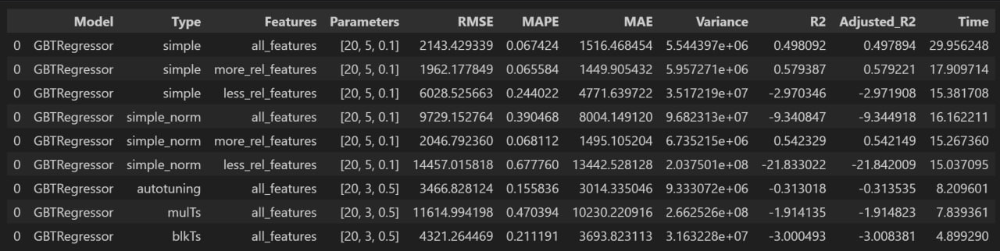 Model Type Features Parameters RMSE MAPE MAE Variance R2 Adjusted_R2 Time
0 GBTRegressor simple all_features [20, 5, 0.1] 2143.429339 0.067424 1516.468454 5.544397e+06 0.498092 0.497894 29.956248
0 GBTRegressor simple more_rel_features [20, 5, 0.1] 1962.177849 0.065584 1449.905432 5.957271e+06 0.579387 0.579221 17.909714
0 GBTRegressor simple less_rel_features [20, 5, 0.1] 6028.525663 0.244022 4771.639722 3.517219e+07 -2.970346 -2.971908 15.381708
0 GBTRegressor simple_norm all_features [20, 5, 0.1] 9729.152764 0.390468 8004.149120 9.682313e+07 -9.340847 -9.344918 16.162211
0 GBTRegressor simple_norm more_rel_features [20, 5, 0.1] 2046.792360 0.068112 1495.105204 6.735215e+06 0.542329 0.542149 15.267360
0 GBTRegressor simple_norm less_rel_features [20, 5, 0.1] 14457.015818 0.677760 13442.528128 2.037501e+08 -21.833022 -21.842009 15.037095
0 GBTRegressor autotuning all_features [20, 3, 0.5] 3466.828124 0.155836 3014.335046 9.333072e+06 -0.313018 -0.313535 8.209601
0 GBTRegressor mulTs all_features [20, 3, 0.5] 11614.994198 0.470394 10230.220916 2.662526e+08 -1.914135 -1.914823 7.839361
0 GBTRegressor blkTs all_features [20, 3, 0.5] 4321.264469 0.211191 3693.823113 3.163228e+07 -3.000493 -3.008381 4.899290